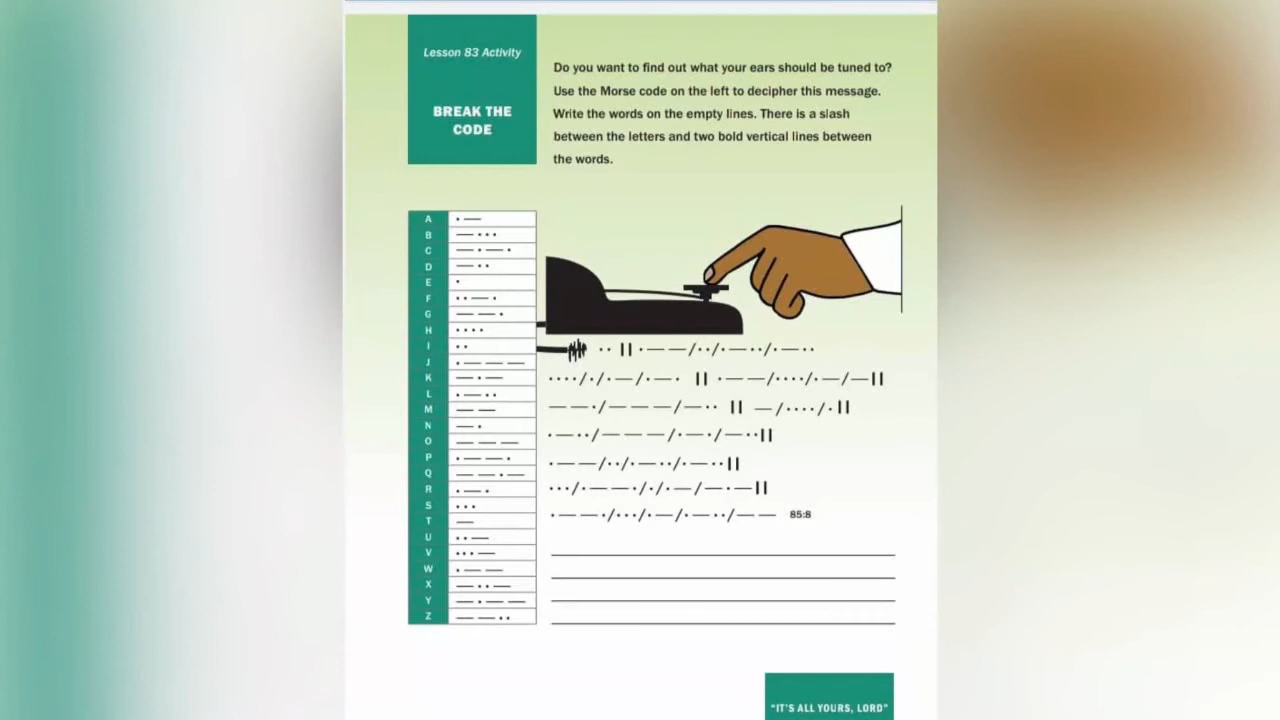 Lesson 83 Activity
BREAK THE
CODE
Do you want to find out what your ears should be tuned to?
Use the Morse code on the left to decipher this message.
Write the words on the empty lines. There is a slash
between the letters and two bold vertical lines between
the words.
A · —
B — · · ·
C — · — ·
D — · ·
E ·
F · · — ·
G — — ·
H · · · ·
I · ·
J · — — —
K — · —
L · — · ·
M — —
N — ·
O — — —
P · — — ·
Q — — · —
R · — ·
S · · ·
T —
U · · —
V · · · —
W · — —
X — · · —
Y — · — —
Z — — · ·
· · || · — — / · · / · — · · / · — · ·
· · · · / · / · — / · — · || · — — / · · · · / · — / — ||
— — · / — — — / — · · || — / · · · · / · ||
· — · · / — — — / · — · / — · · ||
· — — / · · / · — · · / · — · · ||
· · · / · — — · / · / · — / — · — ||
· — — · / · · · / · — / · — · · / — — 85:8
"IT'S ALL YOURS, LORD"